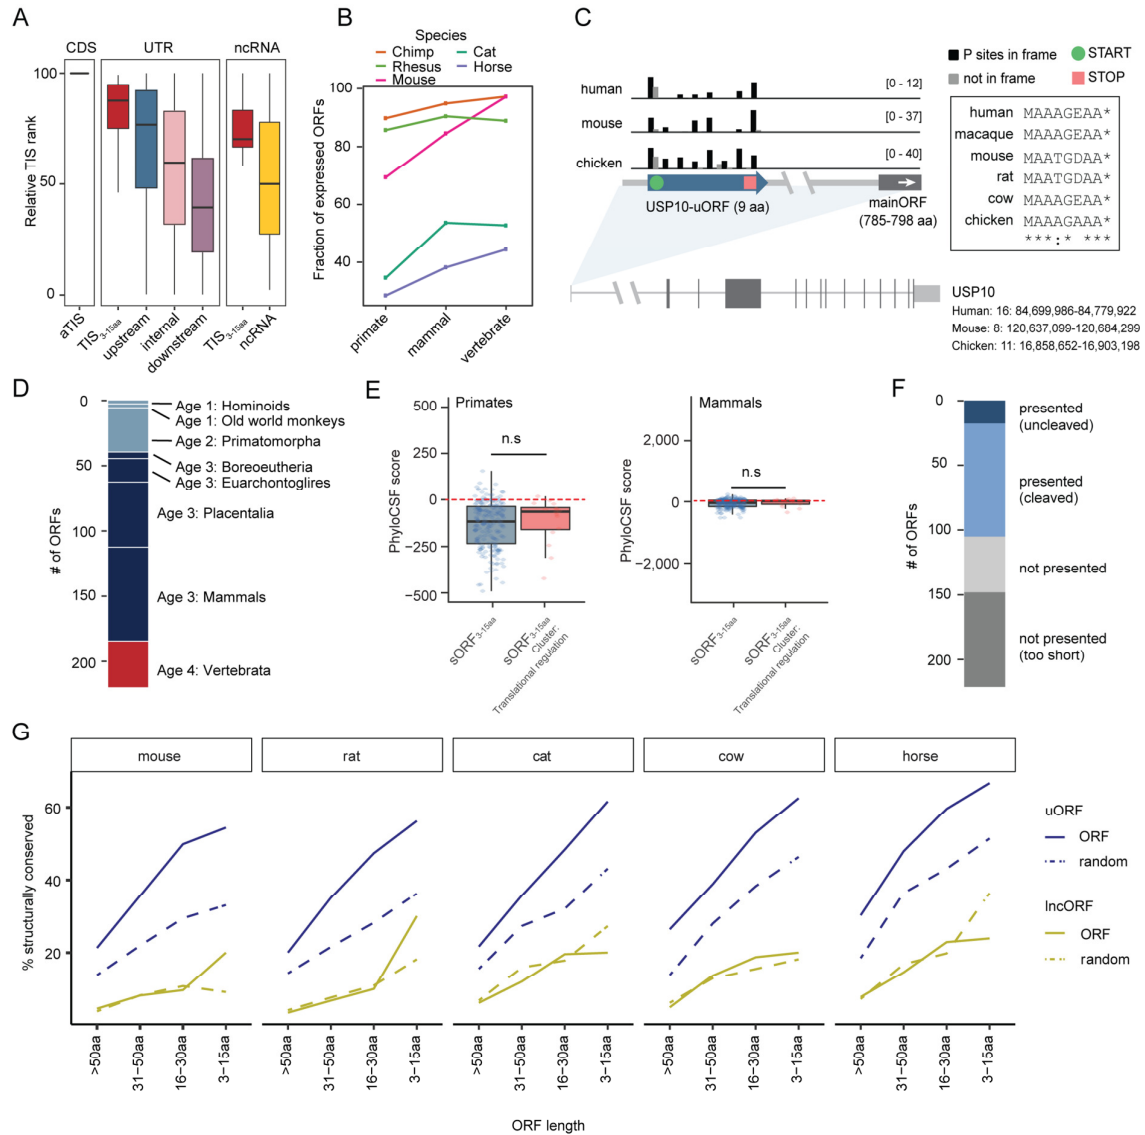 A
CDS
UTR
ncRNA
Relative TIS rank
100
50
0
aTIS
TIS3-15aa
upstream
internal
downstream
TIS3-15aa
ncRNA
B
Species
Chimp
Cat
Rhesus
Horse
Mouse
Fraction of expressed ORFs
100
80
60
40
primate
mammal
vertebrate
C
human
[0 - 12]
mouse
[0 - 37]
chicken
[0 - 40]
USP10-uORF (9 aa)
mainORF
(785-798 aa)
P sites in frame
START
not in frame
STOP
human MAAAGEAA*
macaque MAAAGEAA*
mouse MAATGDAA*
rat MAATGDAA*
cow MAAAGEAA*
chicken MAAAGAAA*
***:* ***
USP10
Human: 16: 84,699,986-84,779,922
Mouse: 8: 120,637,099-120,684,299
Chicken: 11: 16,858,652-16,903,198
D
# of ORFs
0
50
100
150
200
Age 1: Hominoids
Age 1: Old world monkeys
Age 2: Primatomorpha
Age 3: Boreoeutheria
Age 3: Euarchontoglires
Age 3: Placentalia
Age 3: Mammals
Age 4: Vertebrata
E
Primates
n.s
PhyloCSF score
500
250
0
−250
−500
sORF3-15aa
sORF3-15aa
Cluster:
Translational regulation
Mammals
n.s
PhyloCSF score
2,000
0
−2,000
sORF3-15aa
sORF3-15aa
Cluster:
Translational regulation
F
# of ORFs
0
50
100
150
200
presented
(uncleaved)
presented
(cleaved)
not presented
not presented
(too short)
G
mouse
rat
cat
cow
horse
% structurally conserved
60
40
20
>50aa
31−50aa
16−30aa
3−15aa
>50aa
31−50aa
16−30aa
3−15aa
>50aa
31−50aa
16−30aa
3−15aa
>50aa
31−50aa
16−30aa
3−15aa
>50aa
31−50aa
16−30aa
3−15aa
ORF length
uORF
ORF
random
lncORF
ORF
random